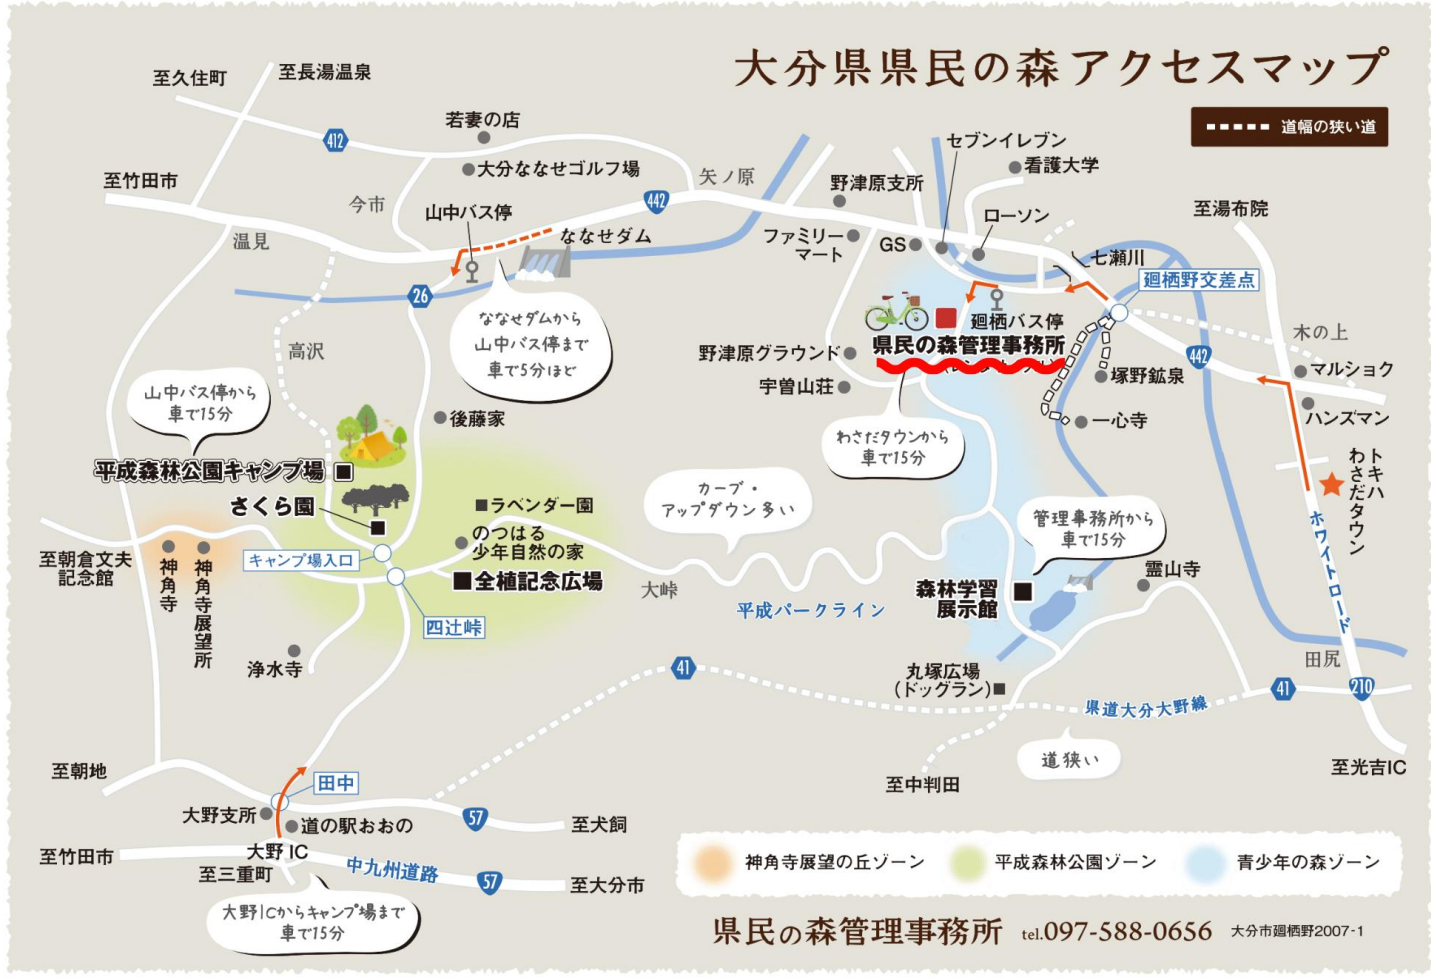 大分県県民の森アクセスマップ
道幅の狭い道
至久住町
至長湯温泉
412
若妻の店
大分ななせゴルフ場
至竹田市
今市
山中バス停
442
矢ノ原
温見
ななせダム
26
ななせダムから
山中バス停まで
車で5分ほど
セブンイレブン
看護大学
野津原支所
ローソン
至湯布院
ファミリー
マート
GS
七瀬川
廻栖野交差点
廻栖バス停
県民の森管理事務所
木の上
442
マルショク
野津原グラウンド
宇曽山荘
塚野鉱泉
ハンズマン
一心寺
高沢
山中バス停から
車で15分
後藤家
わさだタウンから
車で15分
トキハ
わさだタウン
平成森林公園キャンプ場
さくら園
ラベンダー園
のつはる
少年自然の家
カーブ・
アップダウン多い
管理事務所から
車で15分
ホワイトロード
至朝倉文夫
記念館
神角寺
神角寺展望所
キャンプ場入口
全植記念広場
大峠
平成パークライン
森林学習
展示館
霊山寺
四辻峠
浄水寺
41
丸塚広場
(ドッグラン)
田尻
県道大分大野線
41
210
道狭い
至朝地
田中
至中判田
至光吉IC
大野支所
道の駅おおの
57
至犬飼
至竹田市
大野IC
至三重町
中九州道路
57
至大分市
大野ICからキャンプ場まで
車で15分
神角寺展望の丘ゾーン
平成森林公園ゾーン
青少年の森ゾーン
県民の森管理事務所 tel.097-588-0656 大分市廻栖野2007-1